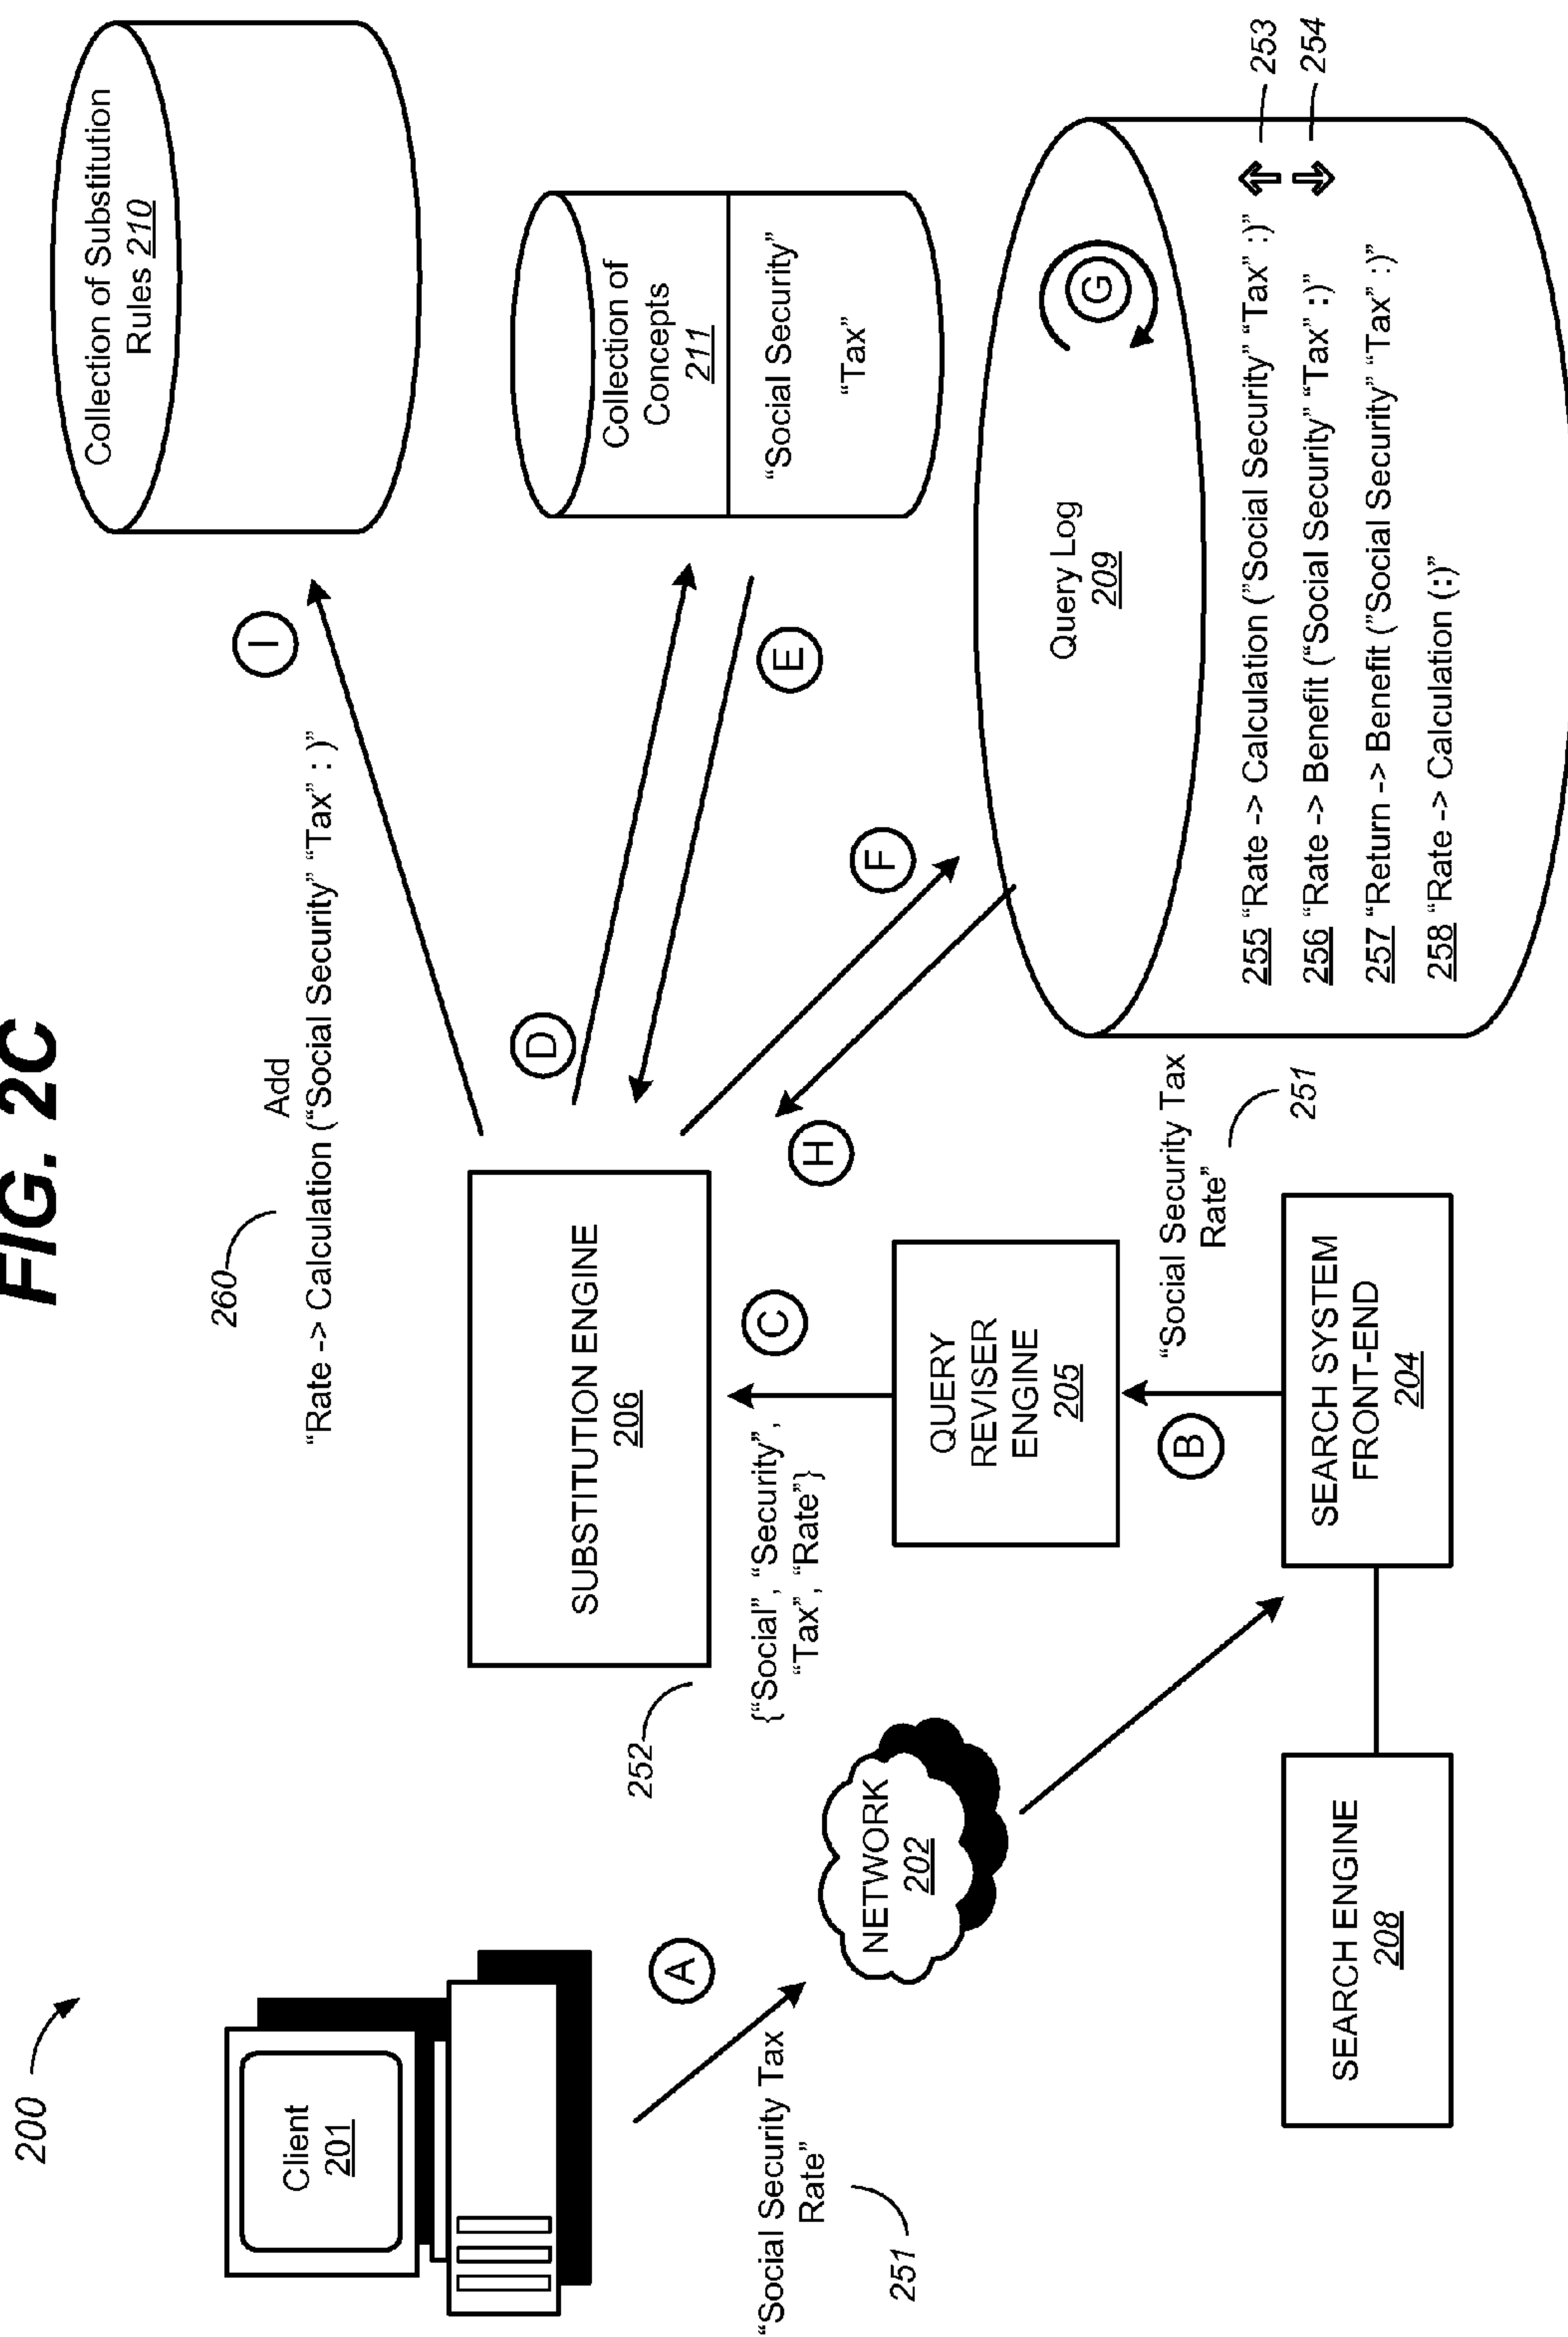 FIG. 2C
200
Client
201
A
"Social Security Tax
Rate"
251
NETWORK
202
SEARCH ENGINE
208
SEARCH SYSTEM
FRONT-END
204
B
"Social Security Tax
Rate"
251
QUERY
REVISER
ENGINE
205
C
{"Social", "Security",
"Tax", "Rate"}
252
SUBSTITUTION ENGINE
206
260
Add
"Rate -> Calculation ("Social Security" "Tax" : )"
I
Collection of Substitution
Rules 210
D
E
Collection of
Concepts
211
"Social Security"
"Tax"
F
H
Query Log
209
G
255 "Rate -> Calculation ("Social Security" "Tax" :)"
253
256 "Rate -> Benefit ("Social Security" "Tax" :)"
254
257 "Return -> Benefit ("Social Security" "Tax" :)"
258 "Rate -> Calculation (:)"